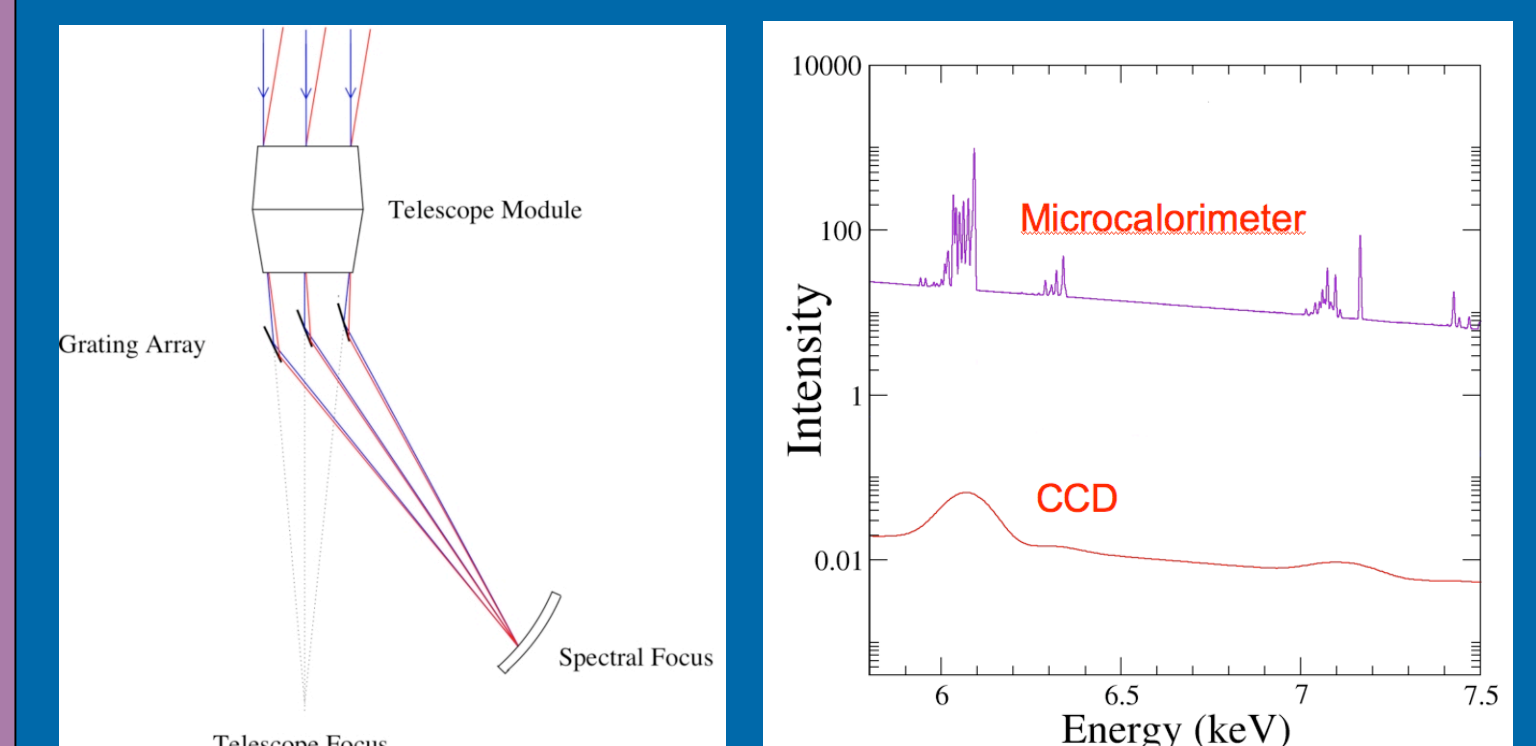 Telescope Module
Grating Array
Spectral Focus
Telescope Focus
10000
100
1
0.01
Intensity
Microcalorimeter
CCD
6
6.5
7
7.5
Energy (keV)